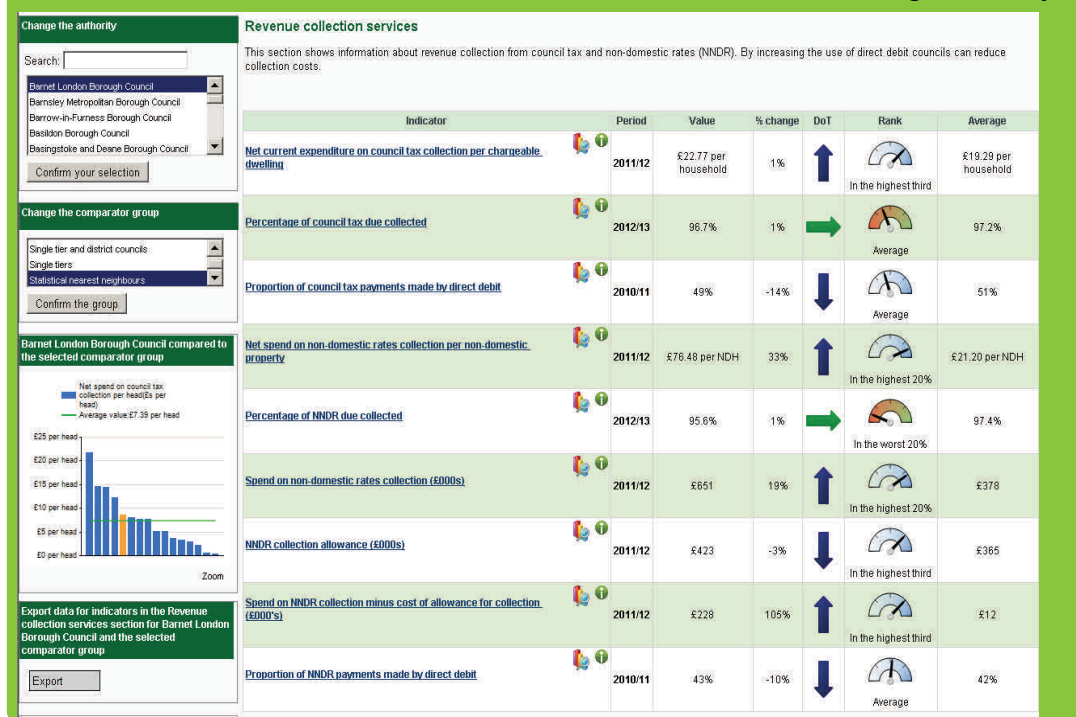 Change the authority
Search:
Barnet London Borough Council
Barnsley Metropolitan Borough Council
Barrow-in-Furness Borough Council
Basildon Borough Council
Basingstoke and Deane Borough Council
Confirm your selection
Change the comparator group
Single tier and district councils
Single tiers
Statistical nearest neighbours
Confirm the group
Barnet London Borough Council compared to
the selected comparator group
Net spend on council tax
collection per head(£s per
head)
Average value:£7.39 per head
£25 per head
£20 per head
£15 per head
£10 per head
£5 per head
£0 per head
Zoom
Export data for indicators in the Revenue
collection services section for Barnet London
Borough Council and the selected
comparator group
Export
Revenue collection services
This section shows information about revenue collection from council tax and non-domestic rates (NNDR). By increasing the use of direct debit councils can reduce
collection costs.
Indicator Period Value % change DoT Rank Average
Net current expenditure on council tax collection per chargeable
dwelling
2011/12 £22.77 per household 1% In the highest third £19.29 per household
Percentage of council tax due collected 2012/13 96.7% 1% Average 97.2%
Proportion of council tax payments made by direct debit 2010/11 49% -14% Average 51%
Net spend on non-domestic rates collection per non-domestic
property
2011/12 £76.48 per NDH 33% In the highest 20% £21.20 per NDH
Percentage of NNDR due collected 2012/13 95.6% 1% In the worst 20% 97.4%
Spend on non-domestic rates collection (£000s) 2011/12 £651 19% In the highest 20% £378
NNDR collection allowance (£000s) 2011/12 £423 -3% In the highest third £365
Spend on NNDR collection minus cost of allowance for collection
(£000's)
2011/12 £228 105% In the highest third £12
Proportion of NNDR payments made by direct debit 2010/11 43% -10% Average 42%